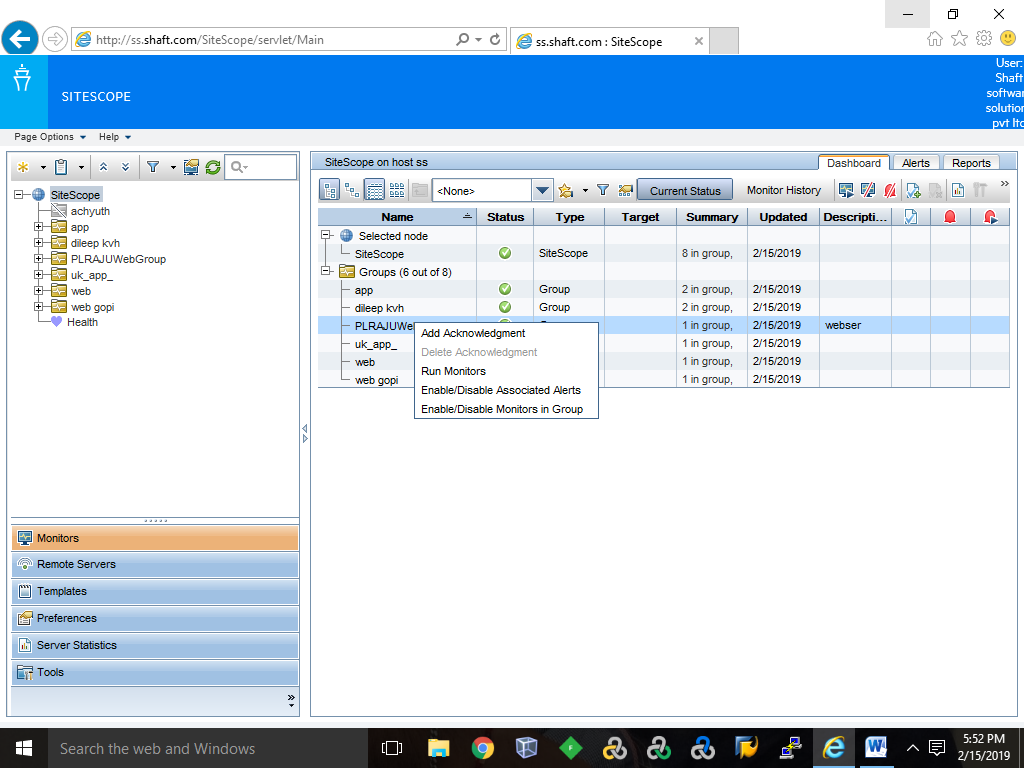 http://ss.shaft.com/SiteScope/servlet/Main
ss.shaft.com : SiteScope
SITESCOPE
User:
Shaft
softwar
solution
pvt ltd
Page Options
Help
SiteScope
achyuth
app
dileep kvh
PLRAJUWebGroup
uk_app_
web
web gopi
Health
Monitors
Remote Servers
Templates
Preferences
Server Statistics
Tools
SiteScope on host ss
Dashboard Alerts Reports
<None> Current Status Monitor History
Name Status Type Target Summary Updated Descripti...
Selected node
SiteScope SiteScope 8 in group, 2/15/2019
Groups (6 out of 8)
app Group 2 in group, 2/15/2019
dileep kvh Group 2 in group, 2/15/2019
PLRAJUWe 1 in group, 2/15/2019 webser
uk_app_ 1 in group, 2/15/2019
web 1 in group, 2/15/2019
web gopi 1 in group, 2/15/2019
Add Acknowledgment
Delete Acknowledgment
Run Monitors
Enable/Disable Associated Alerts
Enable/Disable Monitors in Group
Search the web and Windows
5:52 PM
2/15/2019